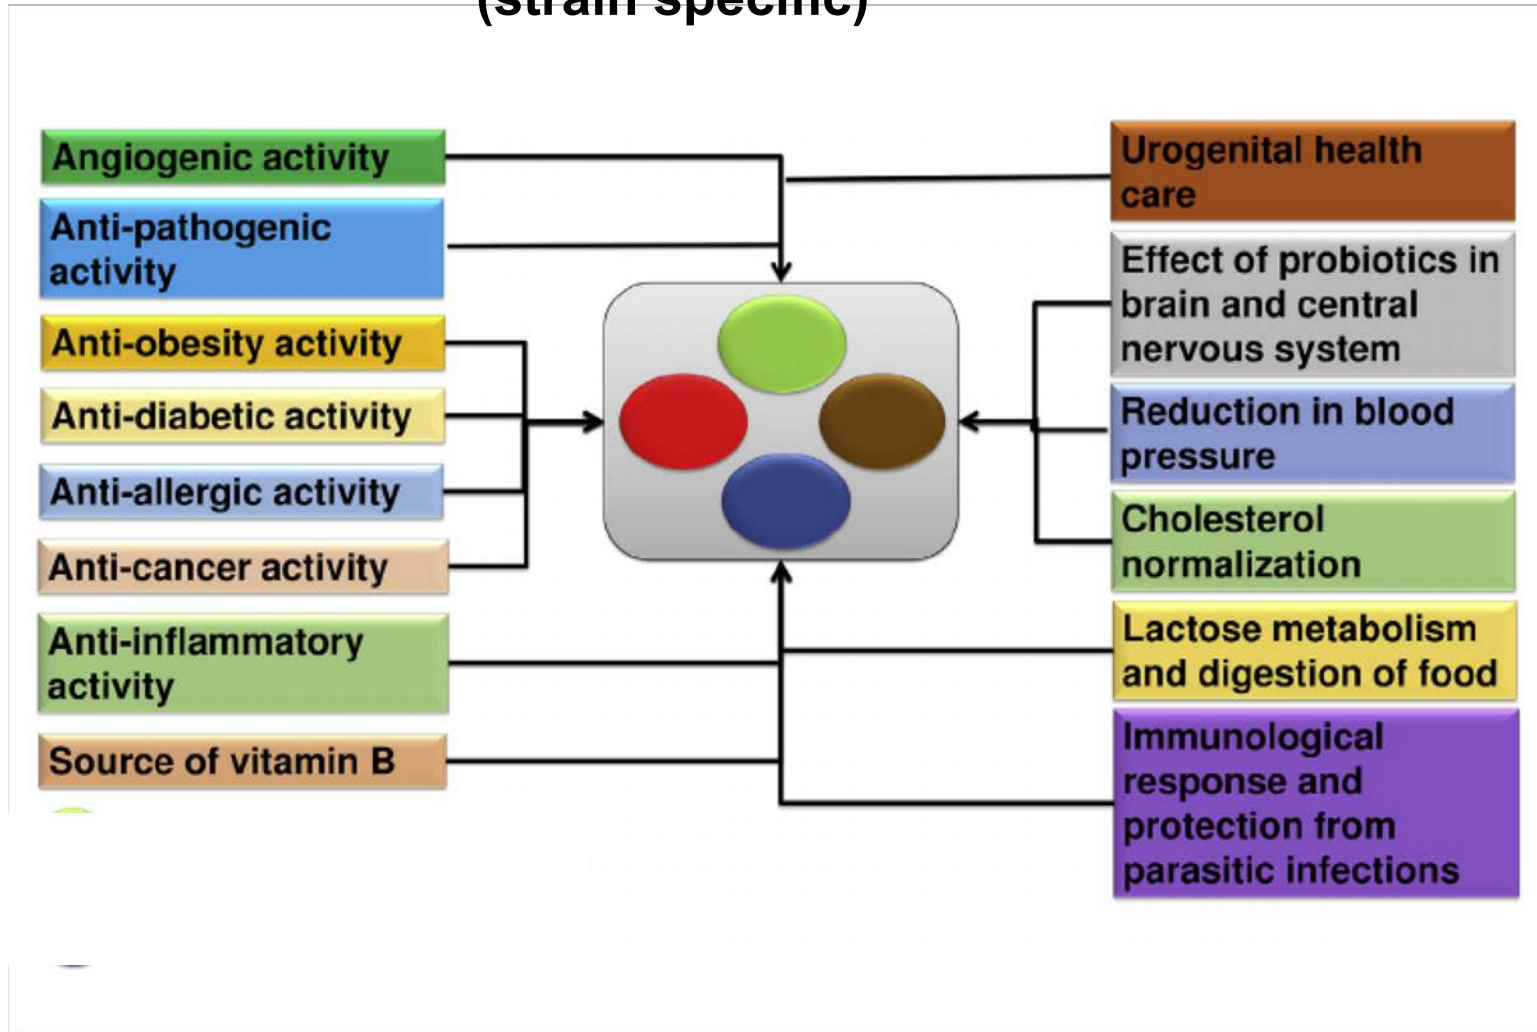 (strain specific)
Angiogenic activity
Anti-pathogenic
activity
Anti-obesity activity
Anti-diabetic activity
Anti-allergic activity
Anti-cancer activity
Anti-inflammatory
activity
Source of vitamin B
Urogenital health
care
Effect of probiotics in
brain and central
nervous system
Reduction in blood
pressure
Cholesterol
normalization
Lactose metabolism
and digestion of food
Immunological
response and
protection from
parasitic infections